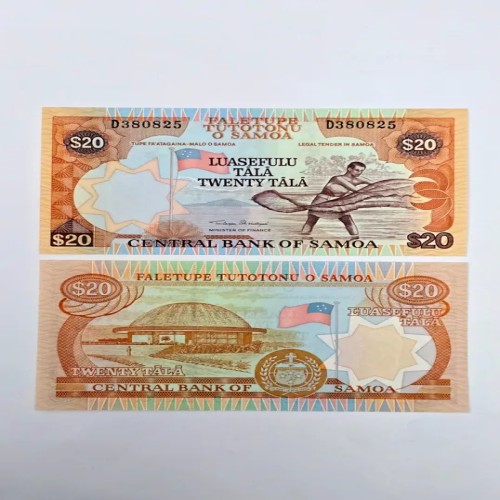 D380825
FALETUPE
TUTOTONU
O SAMOA
D380825
$20
TUPE FA'ATAGAINA-MALO O SAMOA
LEGAL TENDER IN SAMOA
$20
LUASEFULU
TĀLĀ
TWENTY TĀLĀ
MINISTER OF FINANCE
$20
CENTRAL BANK OF SAMOA
$20
FALETUPE TUTOTONU O SAMOA
$20
$20
LUASEFULU
TĀLĀ
TWENTY TĀLĀ
CENTRAL BANK OF SAMOA